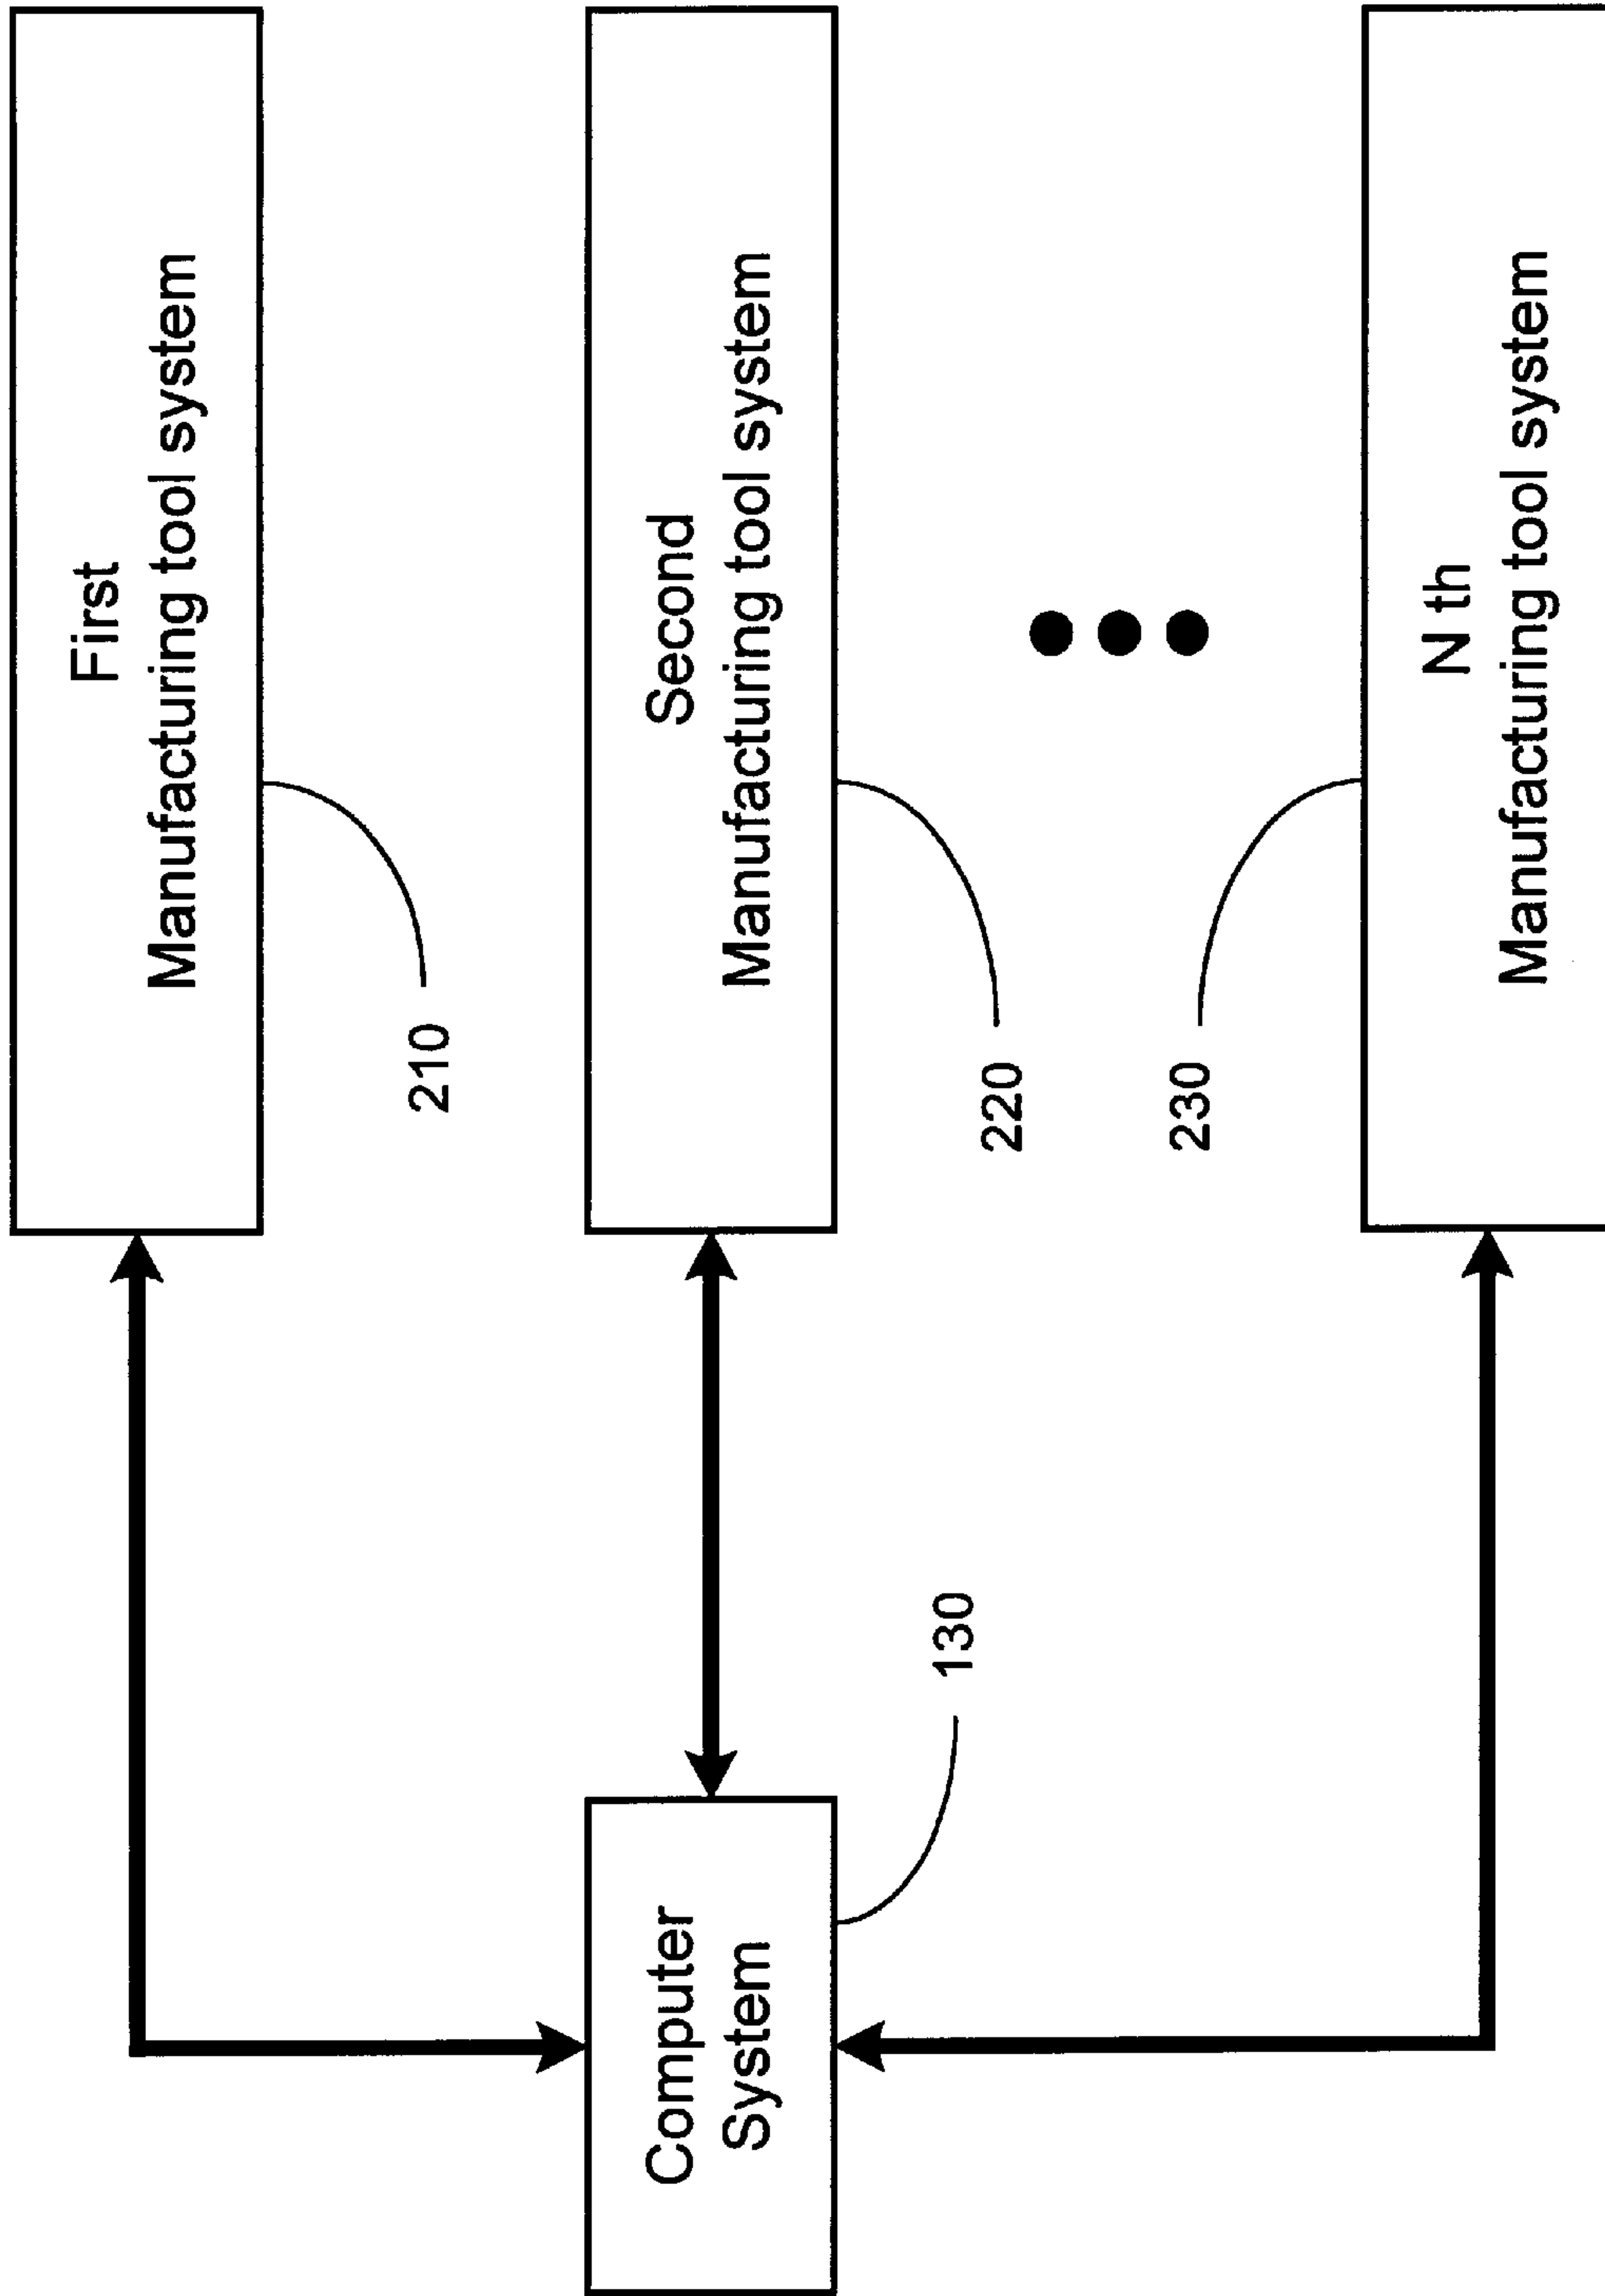 First
Manufacturing tool system
210
Second
Manufacturing tool system
220
Computer
System
130
230
N th
Manufacturing tool system